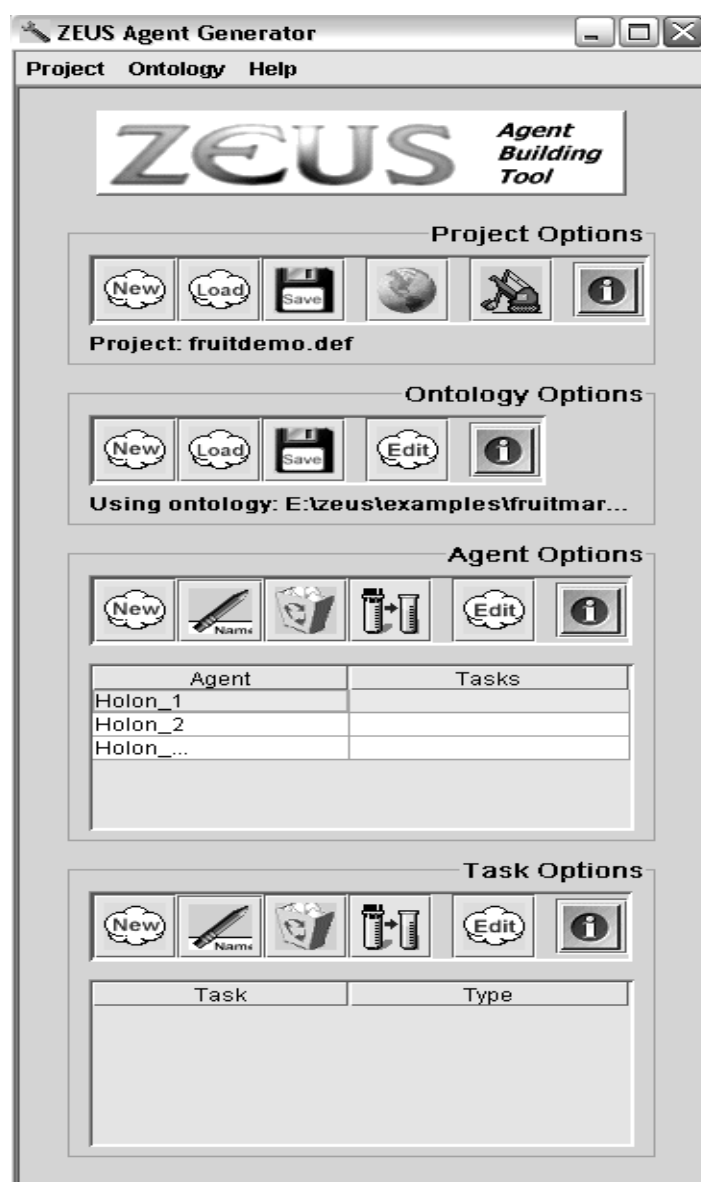 ZEUS Agent Generator
Project Ontology Help
ZEUS
Agent
Building
Tool
Project Options
New Load Save
Project: fruitdemo.def
Ontology Options
New Load Save Edit
Using ontology: E:\zeus\examples\fruitmar...
Agent Options
New Name Edit
Agent Tasks
Holon_1
Holon_2
Holon_...
Task Options
New Name Edit
Task Type